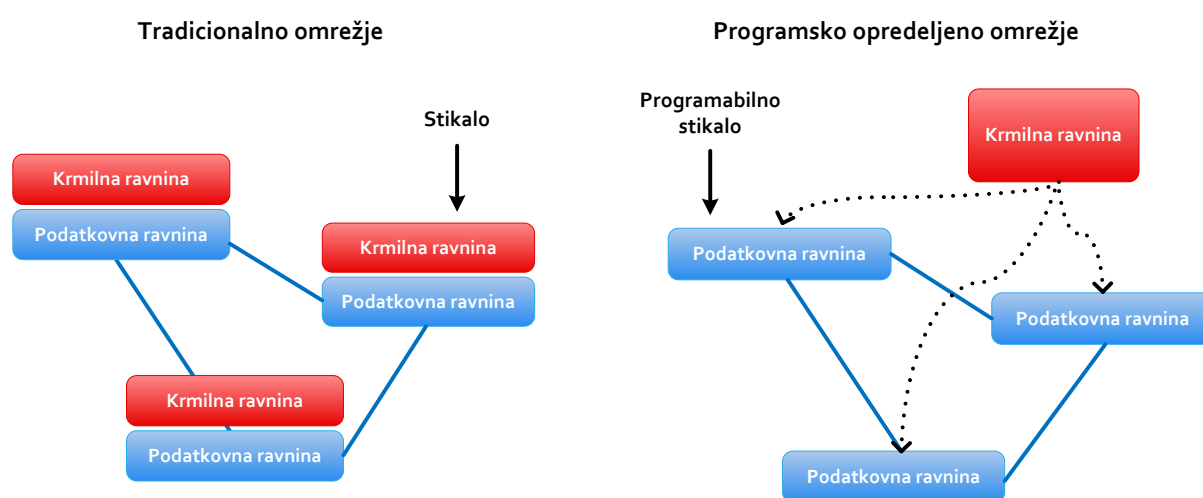 Tradicionalno omrežje
Stikalo
Krmilna ravnina
Podatkovna ravnina
Krmilna ravnina
Podatkovna ravnina
Krmilna ravnina
Podatkovna ravnina
Programsko opredeljeno omrežje
Programabilno
stikalo
Krmilna ravnina
Podatkovna ravnina
Podatkovna ravnina
Podatkovna ravnina